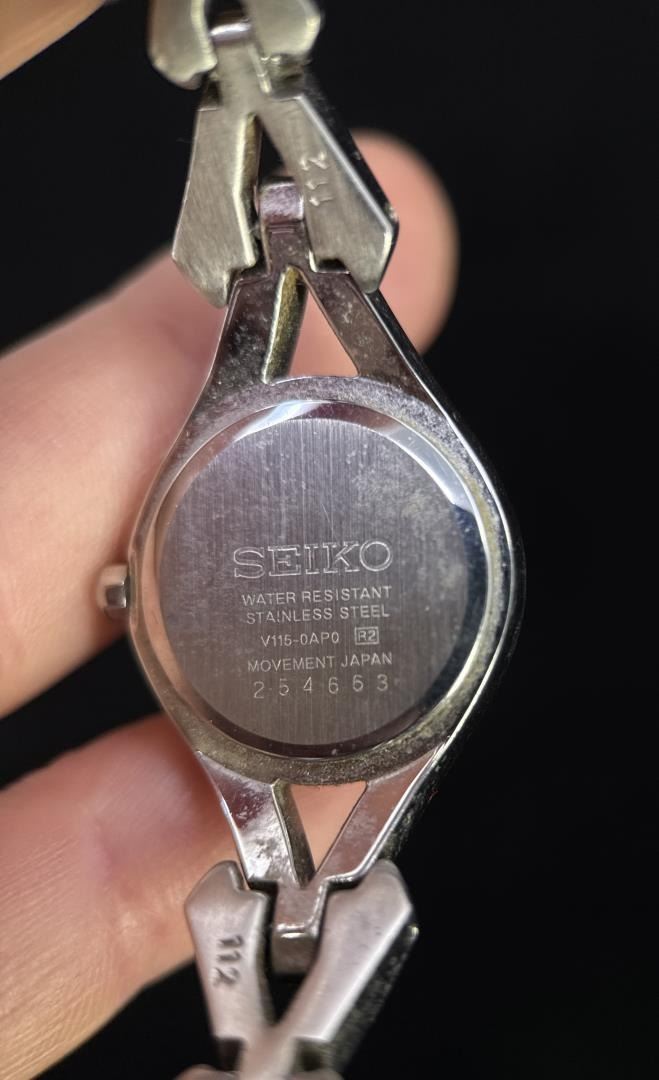 112
SEIKO
WATER RESISTANT
STAINLESS STEEL
V115-0AP0 R2
MOVEMENT JAPAN
254663
112